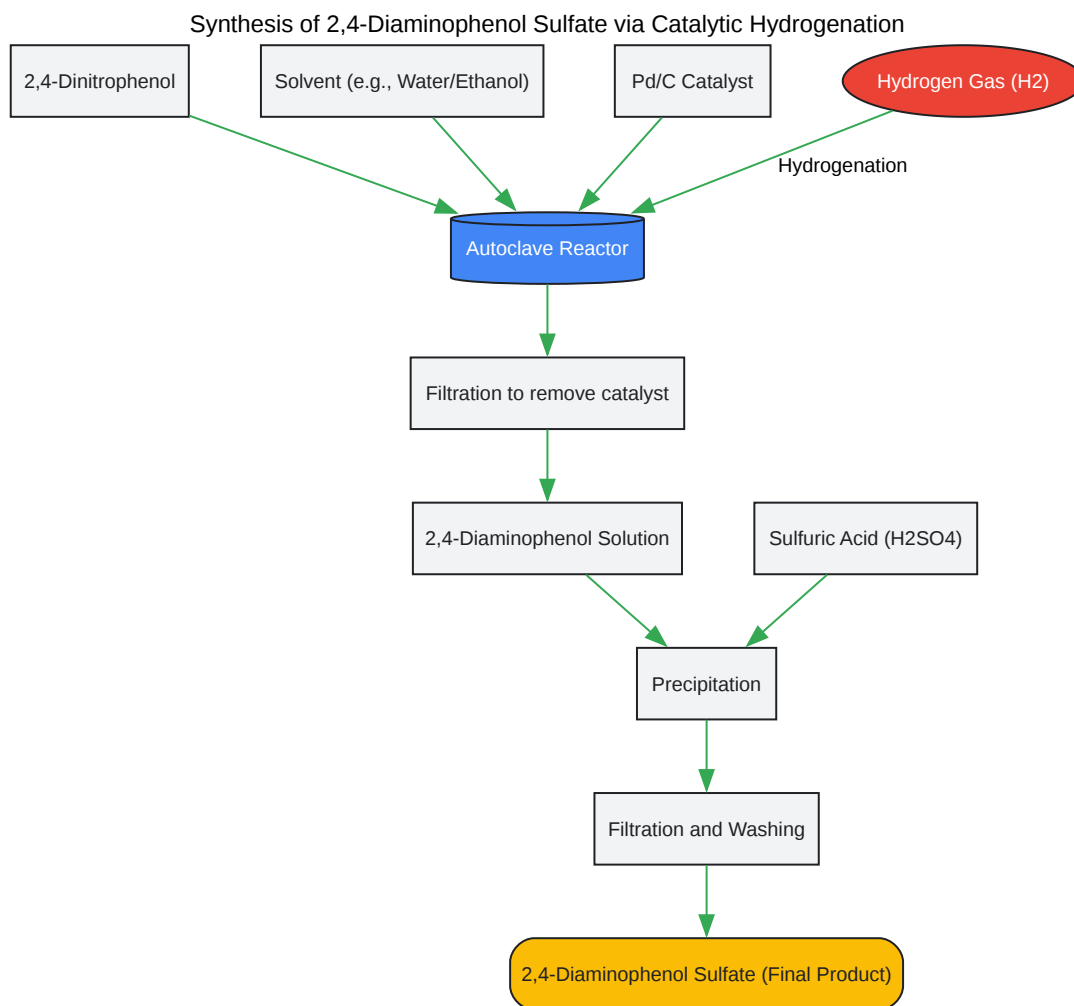 Synthesis of 2,4-Diaminophenol Sulfate via Catalytic Hydrogenation
2,4-Dinitrophenol
Solvent (e.g., Water/Ethanol)
Pd/C Catalyst
Hydrogen Gas (H2)
Hydrogenation
Autoclave Reactor
Filtration to remove catalyst
2,4-Diaminophenol Solution
Sulfuric Acid (H2SO4)
Precipitation
Filtration and Washing
2,4-Diaminophenol Sulfate (Final Product)